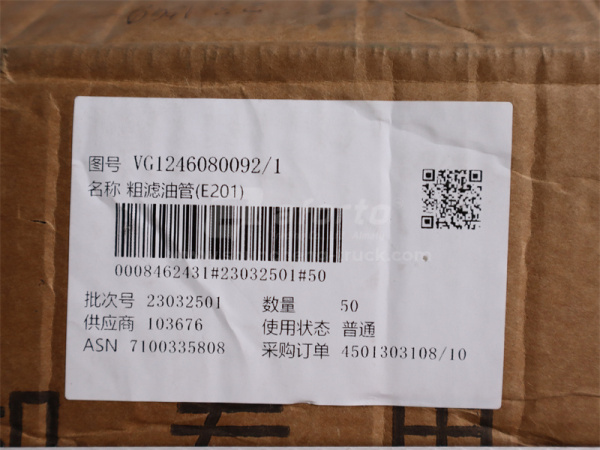 图号 VG1246080092/1
名称 粗滤油管(E201)
0008462431#23032501#50
批次号 23032501 数量 50
供应商 103676 使用状态 普通
ASN 7100335808 采购订单 4501303108/10